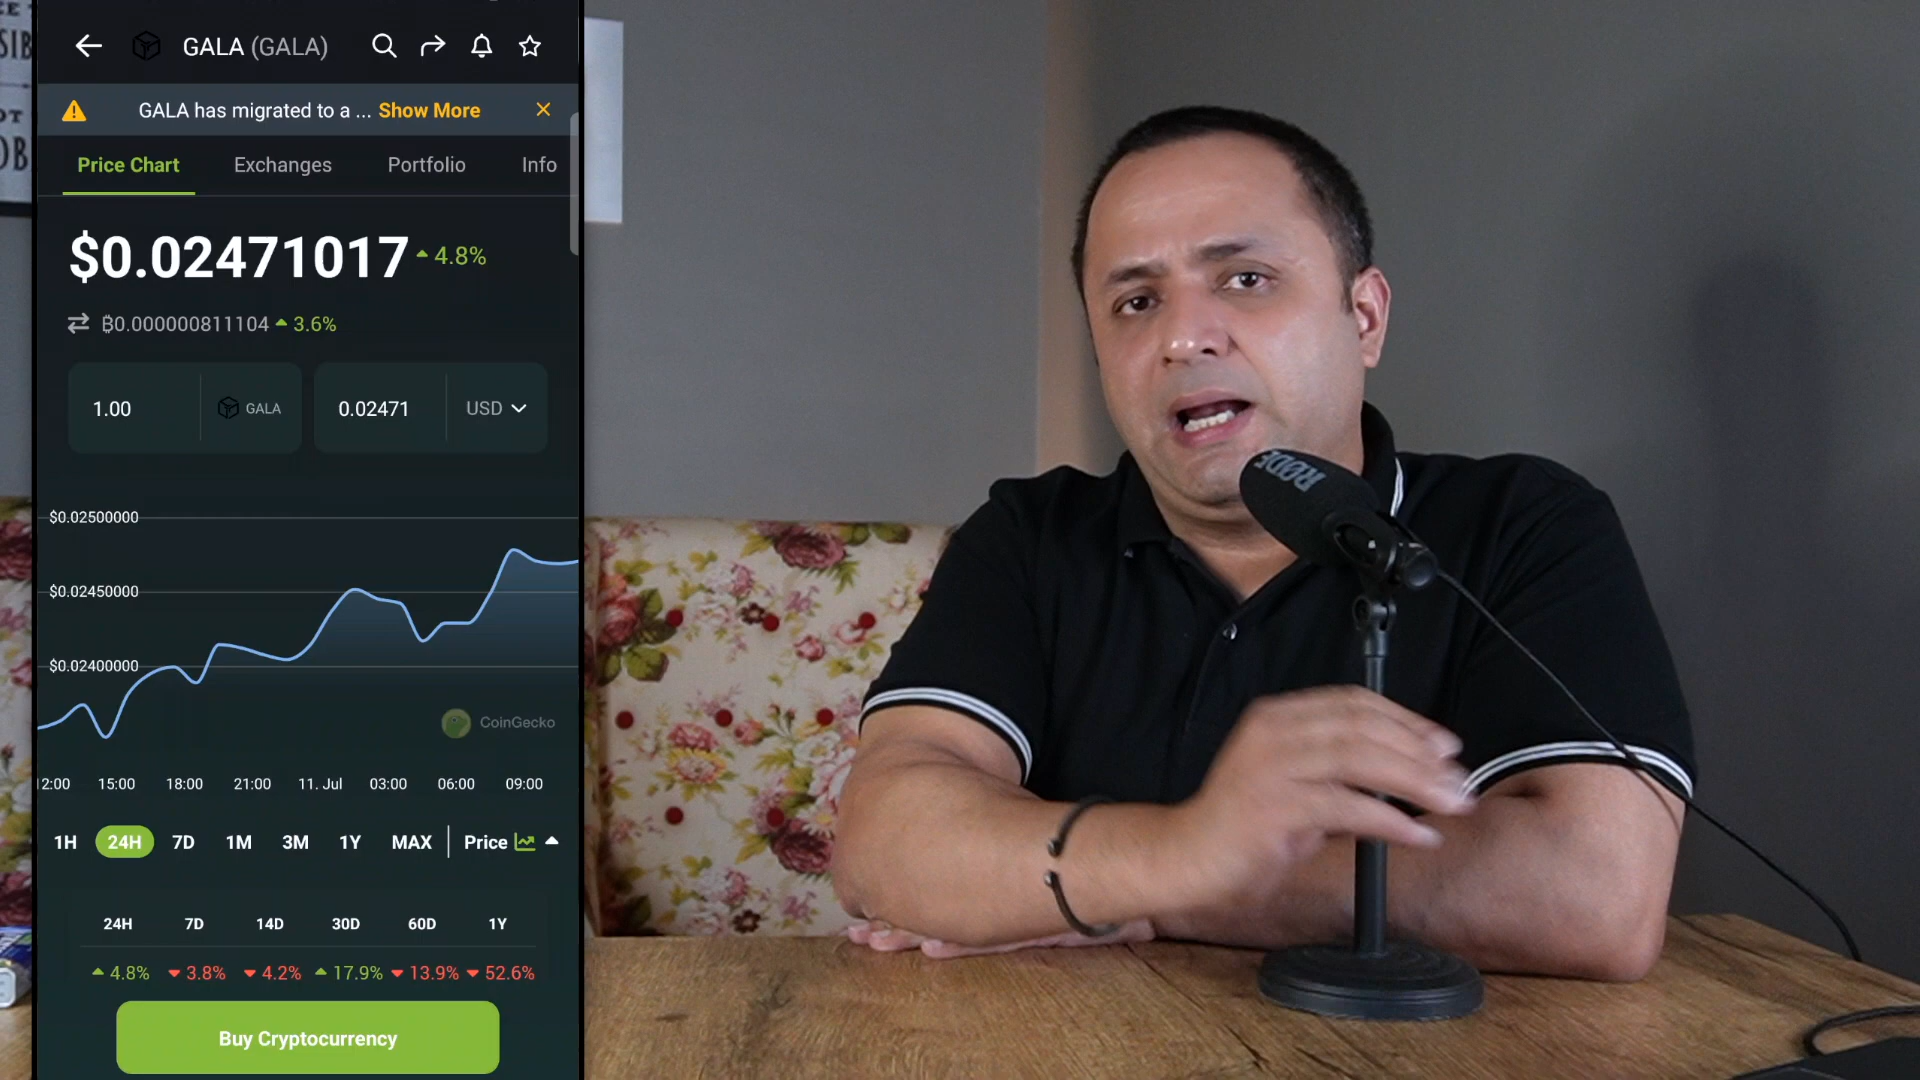 GALA (GALA)
GALA has migrated to a ... Show More
Price Chart Exchanges Portfolio Info
$0.02471017 4.8%
₿0.000000811104 3.6%
1.00 GALA 0.02471 USD
$0.02500000
$0.02450000
$0.02400000
CoinGecko
12:00 15:00 18:00 21:00 11. Jul 03:00 06:00 09:00
1H 24H 7D 1M 3M 1Y MAX Price
24H 7D 14D 30D 60D 1Y
4.8% 3.8% 4.2% 17.9% 13.9% 52.6%
Buy Cryptocurrency
RØDE